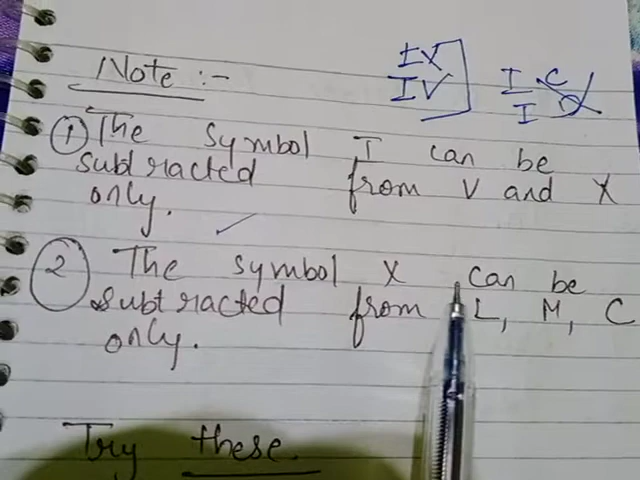 Note :-
IX
IV
I C
I D
① The symbol I can be
subtracted from V and X
only.
② The symbol X can be
subtracted from L, M, C
only.
Try these.